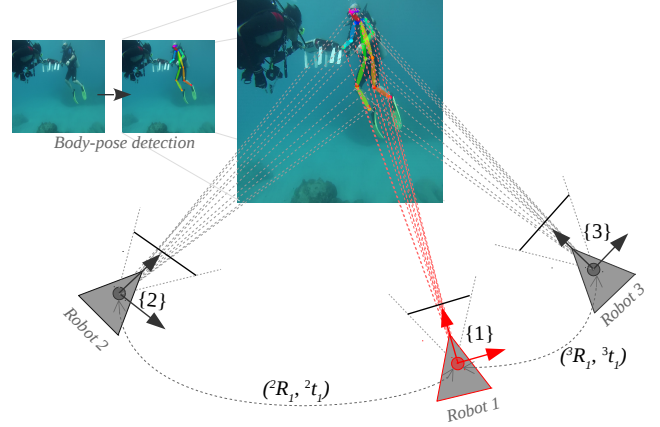 Body-pose detection
{3}
{2}
Robot 3
Robot 2
{1}
(³R₁, ³t₁)
(²R₁, ²t₁)
Robot 1